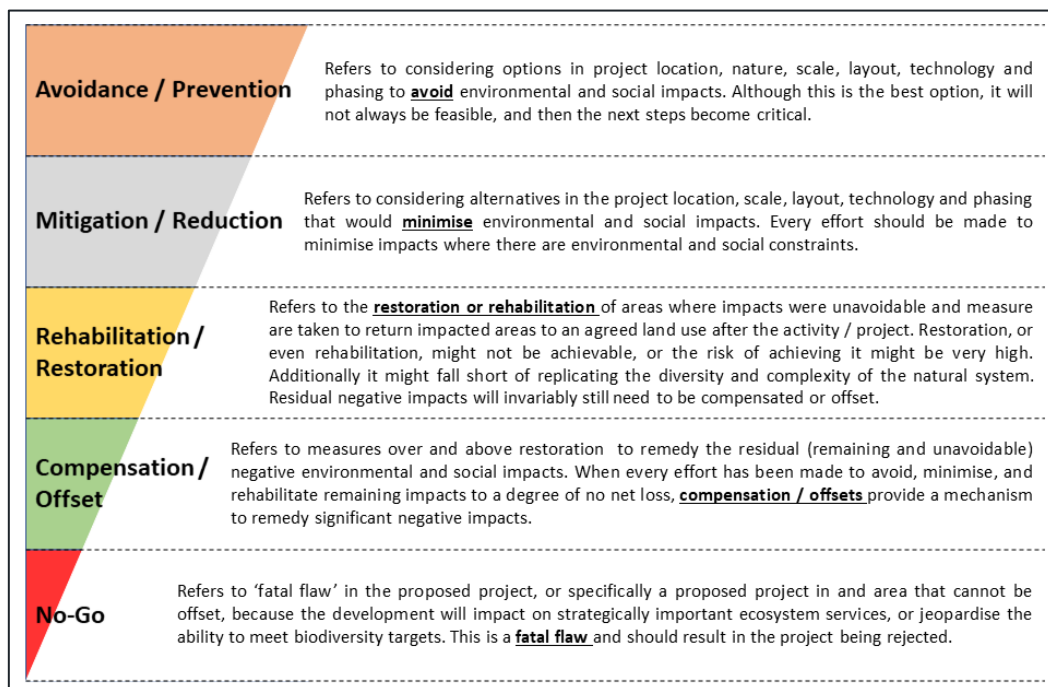 Avoidance / Prevention
Refers to considering options in project location, nature, scale, layout, technology and
phasing to avoid environmental and social impacts. Although this is the best option, it will
not always be feasible, and then the next steps become critical.
Mitigation / Reduction
Refers to considering alternatives in the project location, scale, layout, technology and phasing
that would minimise environmental and social impacts. Every effort should be made to
minimise impacts where there are environmental and social constraints.
Rehabilitation /
Restoration
Refers to the restoration or rehabilitation of areas where impacts were unavoidable and measure
are taken to return impacted areas to an agreed land use after the activity / project. Restoration, or
even rehabilitation, might not be achievable, or the risk of achieving it might be very high.
Additionally it might fall short of replicating the diversity and complexity of the natural system.
Residual negative impacts will invariably still need to be compensated or offset.
Compensation /
Offset
Refers to measures over and above restoration to remedy the residual (remaining and unavoidable)
negative environmental and social impacts. When every effort has been made to avoid, minimise, and
rehabilitate remaining impacts to a degree of no net loss, compensation / offsets provide a mechanism
to remedy significant negative impacts.
No-Go
Refers to ‘fatal flaw’ in the proposed project, or specifically a proposed project in and area that cannot be
offset, because the development will impact on strategically important ecosystem services, or jeopardise the
ability to meet biodiversity targets. This is a fatal flaw and should result in the project being rejected.